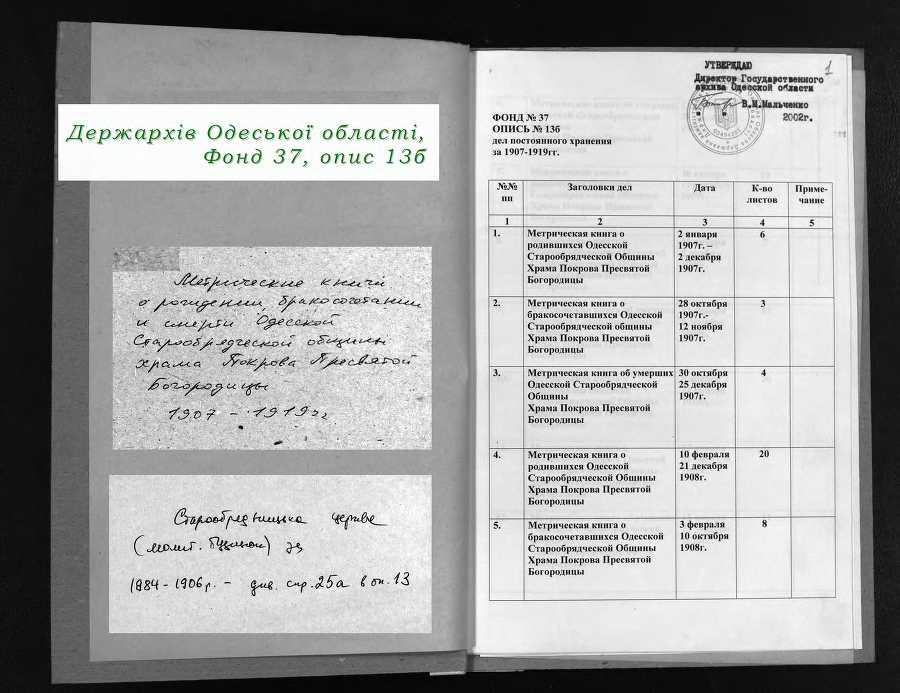 Держархів Одеської області,
Фонд 37, опис 13б
Метрические книги
о рождении, бракосочетании
и смерти Одесской
Старообрядческой общины
храма Покрова Пресвятой
Богородицы
1907 - 1919гг.
Старообрядницька церква
(молит. будинок) за
1884-1906р. - див. спр. 25а в оп. 13
1
УТВЕРЖДАЮ
Директор Государственного
архива Одесской области
В.И.Мальченко
2002г.
ФОНД № 37
ОПИСЬ № 13б
дел постоянного хранения
за 1907-1919гг.
№№ пп Заголовки дел Дата К-во листов Приме-чание
1 2 3 4 5
1. Метрическая книга о 2 января 6
родившихся Одесской 1907г. –
Старообрядческой Общины 2 декабря
Храма Покрова Пресвятой 1907г.
Богородицы
2. Метрическая книга о 28 октября 3
бракосочетавшихся Одесской 1907г.-
Старообрядческой общины 12 ноября
Храма Покрова Пресвятой 1907г.
Богородицы
3. Метрическая книга об умерших 30 октября 4
Одесской Старообрядческой 25 декабря
Общины 1907г.
Храма Покрова Пресвятой
Богородицы
4. Метрическая книга о 10 февраля 20
родившихся Одесской 21 декабря
Старообрядческой Общины 1908г.
Храма Покрова Пресвятой
Богородицы
5. Метрическая книга о 3 февраля 8
бракосочетавшихся Одесской 10 октября
Старообрядческой Общины 1908г.
Храма Покрова Пресвятой
Богородицы